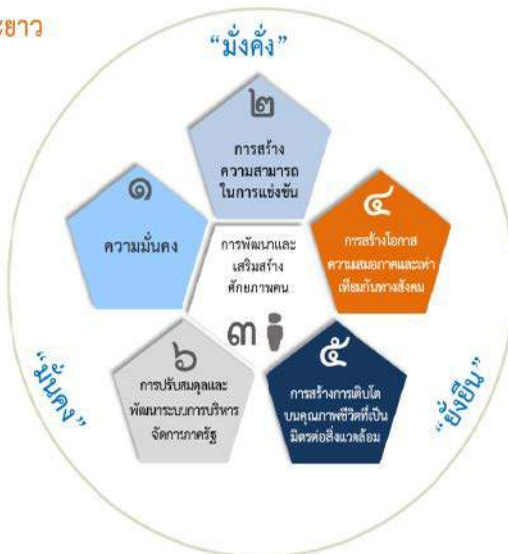 ะยาว
“มั่งคั่ง”
๒
การสร้าง
ความสามารถ
ในการแข่งขัน
๑
ความมั่นคง
การพัฒนาและ
เสริมสร้าง
ศักยภาพคน
๓
๔
การสร้างโอกาส
ความสมอภาคและเท่า
เทียมกันทางสังคม
๖
การปรับสมดุลและ
พัฒนาระบบการบริหาร
จัดการภาครัฐ
๕
การสร้างการเติบโต
บนคุณภาพชีวิตที่เป็น
มิตรต่อสิ่งแวดล้อม
“มั่นคง”
“ยั่งยืน”